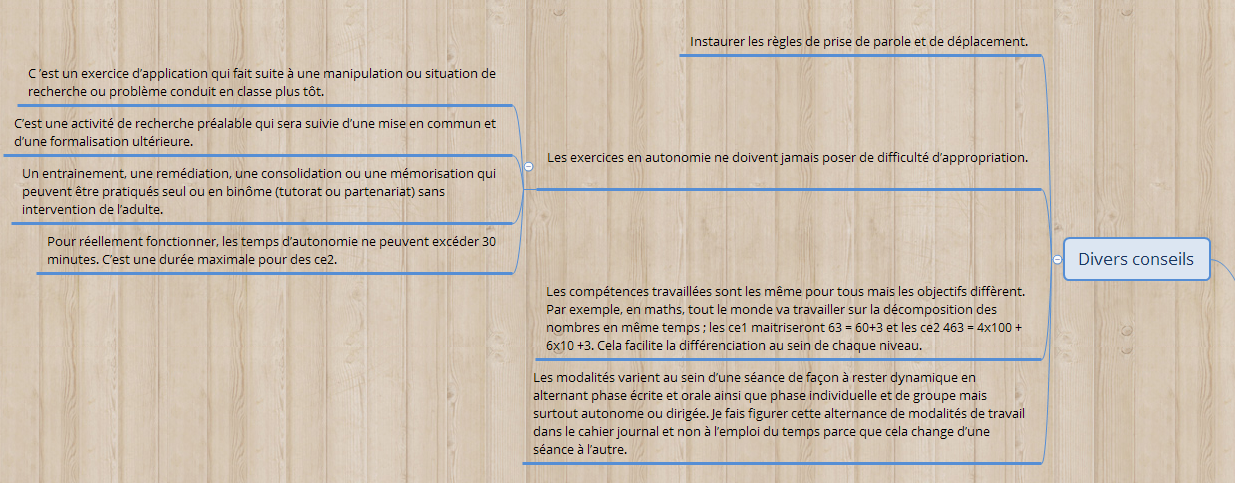 Divers conseils
Instaurer les règles de prise de parole et de déplacement.
Les exercices en autonomie ne doivent jamais poser de difficulté d’appropriation.
C ’est un exercice d’application qui fait suite à une manipulation ou situation de
recherche ou problème conduit en classe plus tôt.
C’est une activité de recherche préalable qui sera suivie d’une mise en commun et
d’une formalisation ultérieure.
Un entrainement, une remédiation, une consolidation ou une mémorisation qui
peuvent être pratiqués seul ou en binôme (tutorat ou partenariat) sans
intervention de l’adulte.
Pour réellement fonctionner, les temps d’autonomie ne peuvent excéder 30
minutes. C’est une durée maximale pour des ce2.
Les compétences travaillées sont les même pour tous mais les objectifs diffèrent.
Par exemple, en maths, tout le monde va travailler sur la décomposition des
nombres en même temps ; les ce1 maitriseront 63 = 60+3 et les ce2 463 = 4x100 +
6x10 +3. Cela facilite la différenciation au sein de chaque niveau.
Les modalités varient au sein d’une séance de façon à rester dynamique en
alternant phase écrite et orale ainsi que phase individuelle et de groupe mais
surtout autonome ou dirigée. Je fais figurer cette alternance de modalités de travail
dans le cahier journal et non à l’emploi du temps parce que cela change d’une
séance à l’autre.